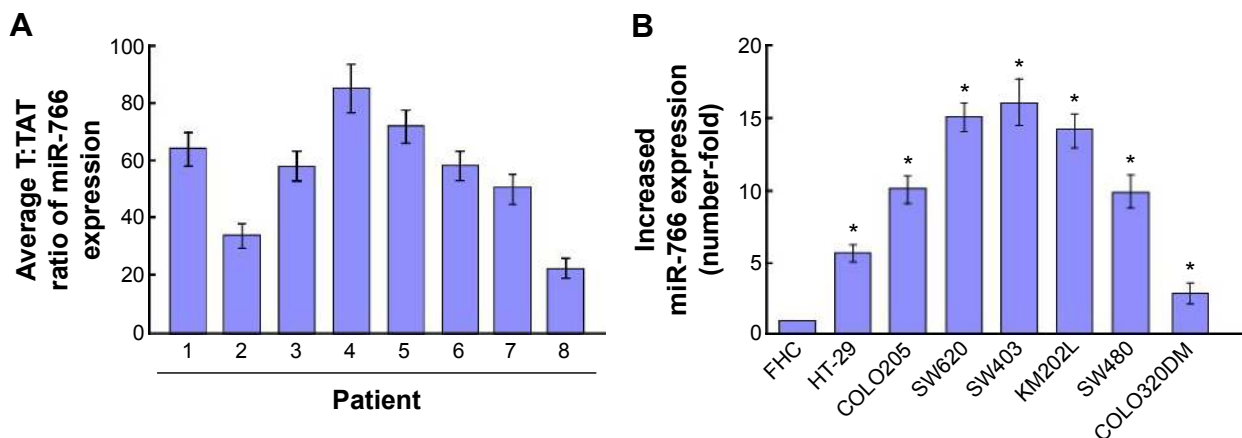 A
Average T:TAT
ratio of miR-766
expression
100
80
60
40
20
0
1 2 3 4 5 6 7 8
Patient
B
Increased
miR-766 expression
(number-fold)
20
15
10
5
0
* * * * * * *
FHC HT-29 COLO205 SW620 SW403 KM202L SW480 COLO320DM